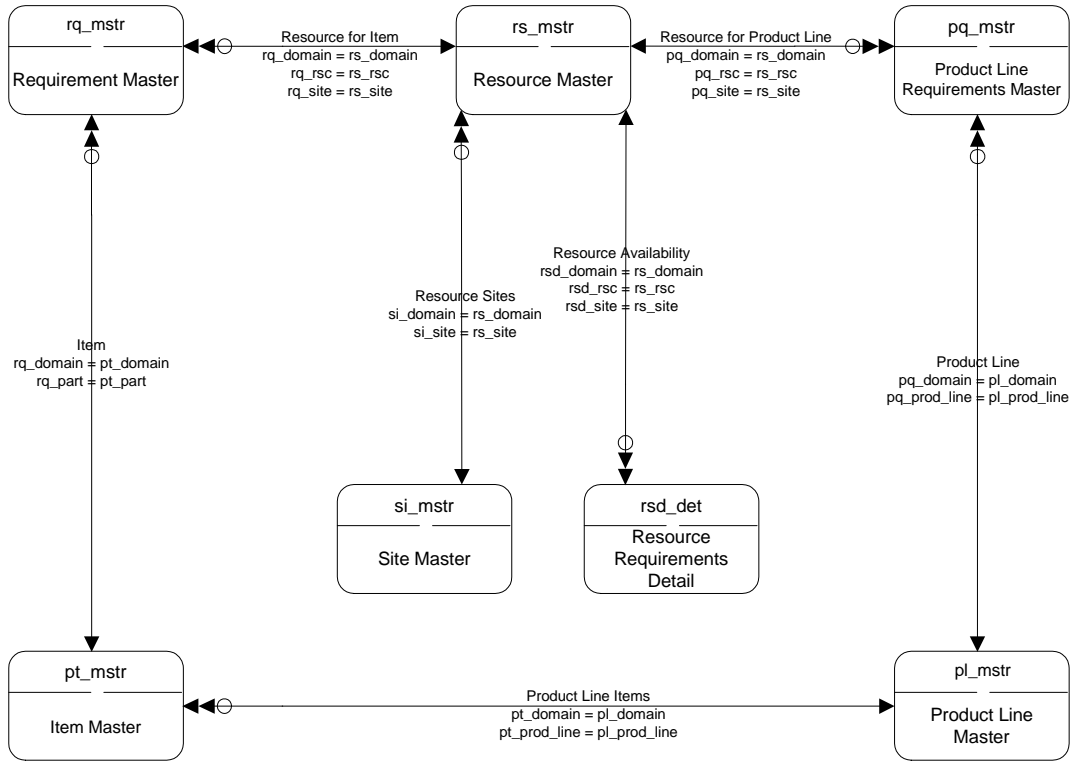 rq_mstr
Requirement Master
Resource for Item
rq_domain = rs_domain
rq_rsc = rs_rsc
rq_site = rs_site
rs_mstr
Resource Master
Resource for Product Line
pq_domain = rs_domain
pq_rsc = rs_rsc
pq_site = rs_site
pq_mstr
Product Line
Requirements Master
Resource Availability
rsd_domain = rs_domain
rsd_rsc = rs_rsc
rsd_site = rs_site
Resource Sites
si_domain = rs_domain
si_site = rs_site
Item
rq_domain = pt_domain
rq_part = pt_part
Product Line
pq_domain = pl_domain
pq_prod_line = pl_prod_line
si_mstr
Site Master
rsd_det
Resource
Requirements
Detail
pt_mstr
Item Master
Product Line Items
pt_domain = pl_domain
pt_prod_line = pl_prod_line
pl_mstr
Product Line
Master